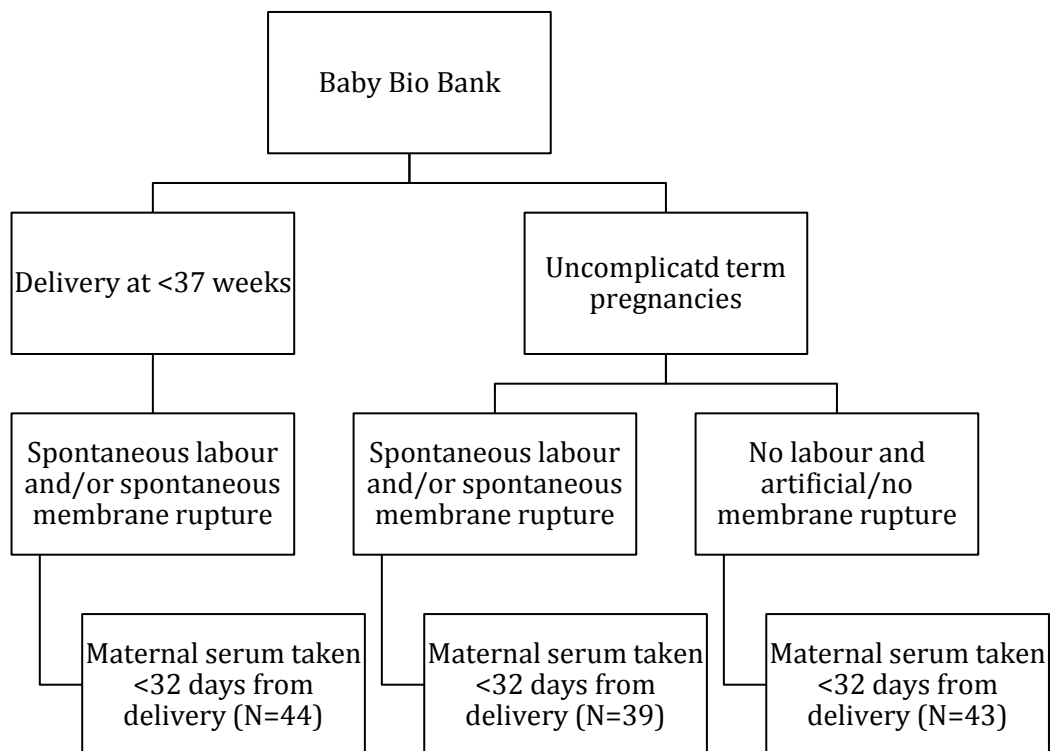 Baby Bio Bank
Delivery at <37 weeks
Uncomplicatd term
pregnancies
Spontaneous labour
and/or spontaneous
membrane rupture
Spontaneous labour
and/or spontaneous
membrane rupture
No labour and
artificial/no
membrane rupture
Maternal serum taken
<32 days from
delivery (N=44)
Maternal serum taken
<32 days from
delivery (N=39)
Maternal serum taken
<32 days from
delivery (N=43)